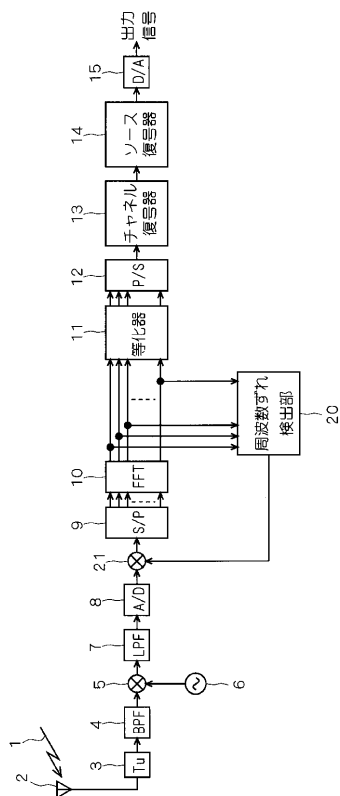 1
2
3
Tu
4
BPF
5
6
7
LPF
8
A/D
21
9
S/P
10
FFT
11
等化器
12
P/S
13
チャネル
復号器
14
ソース
復号器
15
D/A
出力
信号
周波数ずれ
検出部
20